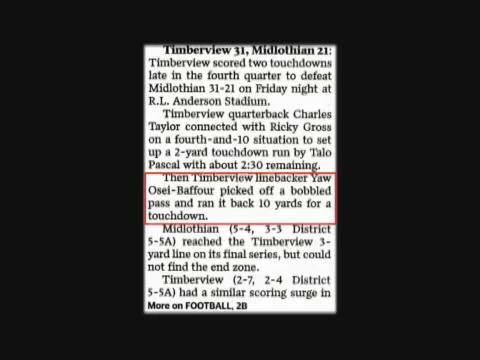 Timberview 31, Midlothian 21:
Timberview scored two touchdowns
late in the fourth quarter to defeat
Midlothian 31-21 on Friday night at
R.L. Anderson Stadium.
Timberview quarterback Charles
Taylor connected with Ricky Gross
on a fourth-and-10 situation to set
up a 2-yard touchdown run by Talo
Pascal with about 2:30 remaining.
Then Timberview linebacker Yaw
Osei-Baffour picked off a bobbled
pass and ran it back 10 yards for a
touchdown.
Midlothian (5-4, 3-3 District
5-5A) reached the Timberview 3-
yard line on its final series, but could
not find the end zone.
Timberview (2-7, 2-4 District
5-5A) had a similar scoring surge in
More on FOOTBALL, 2B